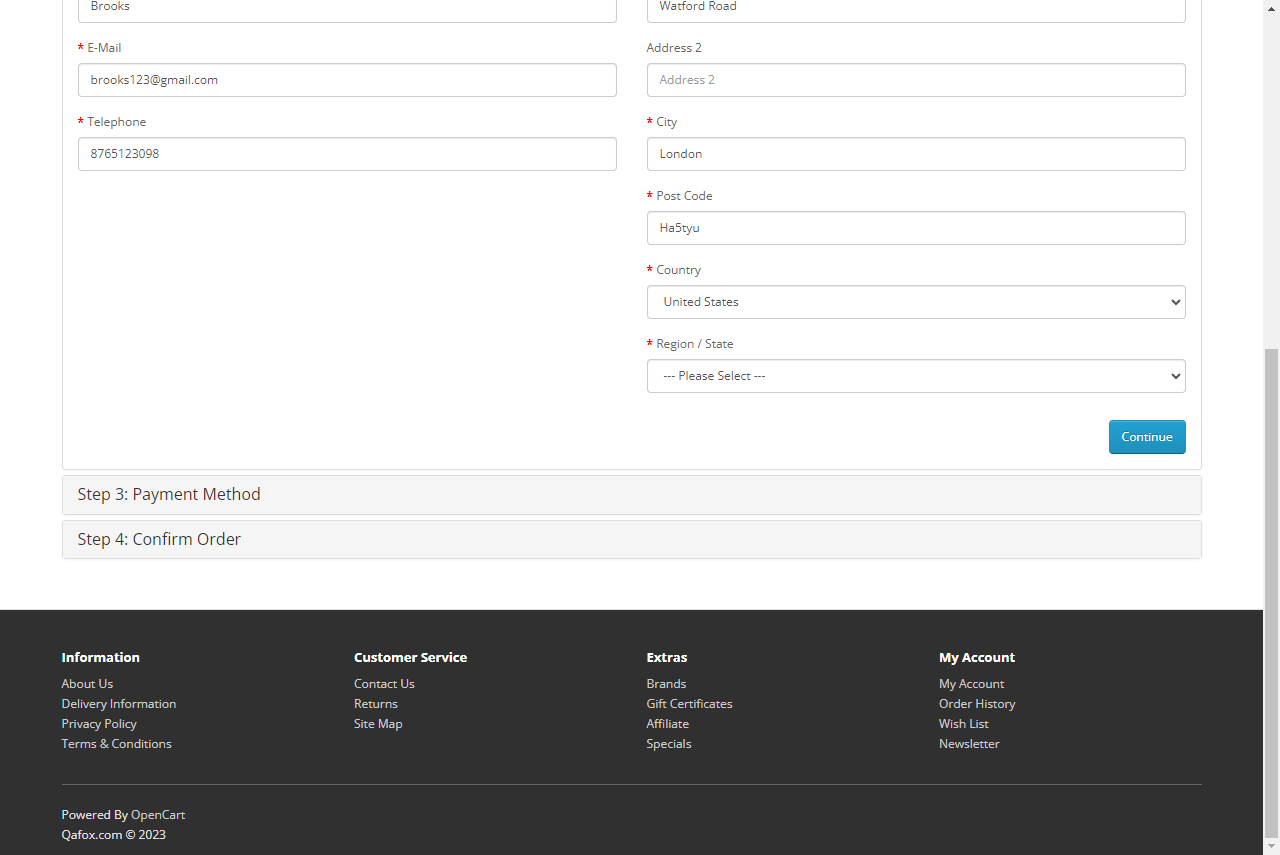 Brooks
Watford Road
* E-Mail
Address 2
brooks123@gmail.com
Address 2
* Telephone
* City
8765123098
London
* Post Code
Ha5tyu
* Country
United States
* Region / State
--- Please Select ---
Continue
Step 3: Payment Method
Step 4: Confirm Order
Information
Customer Service
Extras
My Account
About Us
Contact Us
Brands
My Account
Delivery Information
Returns
Gift Certificates
Order History
Privacy Policy
Site Map
Affiliate
Wish List
Terms & Conditions
Specials
Newsletter
Powered By OpenCart
Qafox.com © 2023